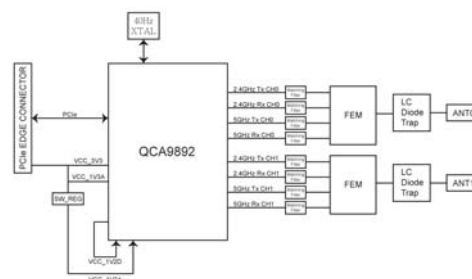 40Hz
XTAL
PCIe EDGE CONNECTOR
PCIe
QCA9892
VCC_3V3
VCC_1V3A
SW_REG
VCC_1V2D
2.4GHz Tx CH0
2.4GHz Rx CH0
5GHz Tx CH0
5GHz Rx CH0
FEM
LC
Diode
Trap
ANT0
2.4GHz Tx CH1
2.4GHz Rx CH1
5GHz Tx CH1
5GHz Rx CH1
FEM
LC
Diode
Trap
ANT1